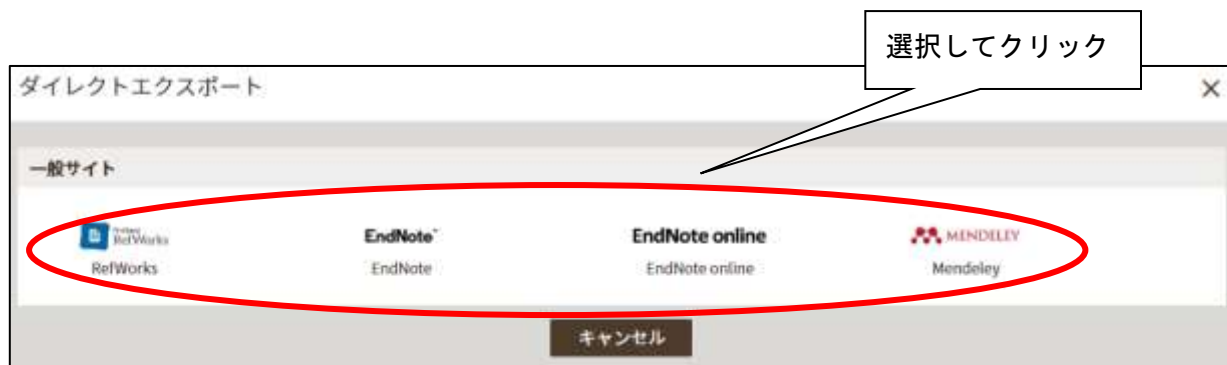 選択してクリック
ダイレクトエクスポート
一般サイト
RefWorks
EndNote
EndNote online
MENDELEY
RefWorks
EndNote
EndNote online
Mendeley
キャンセル